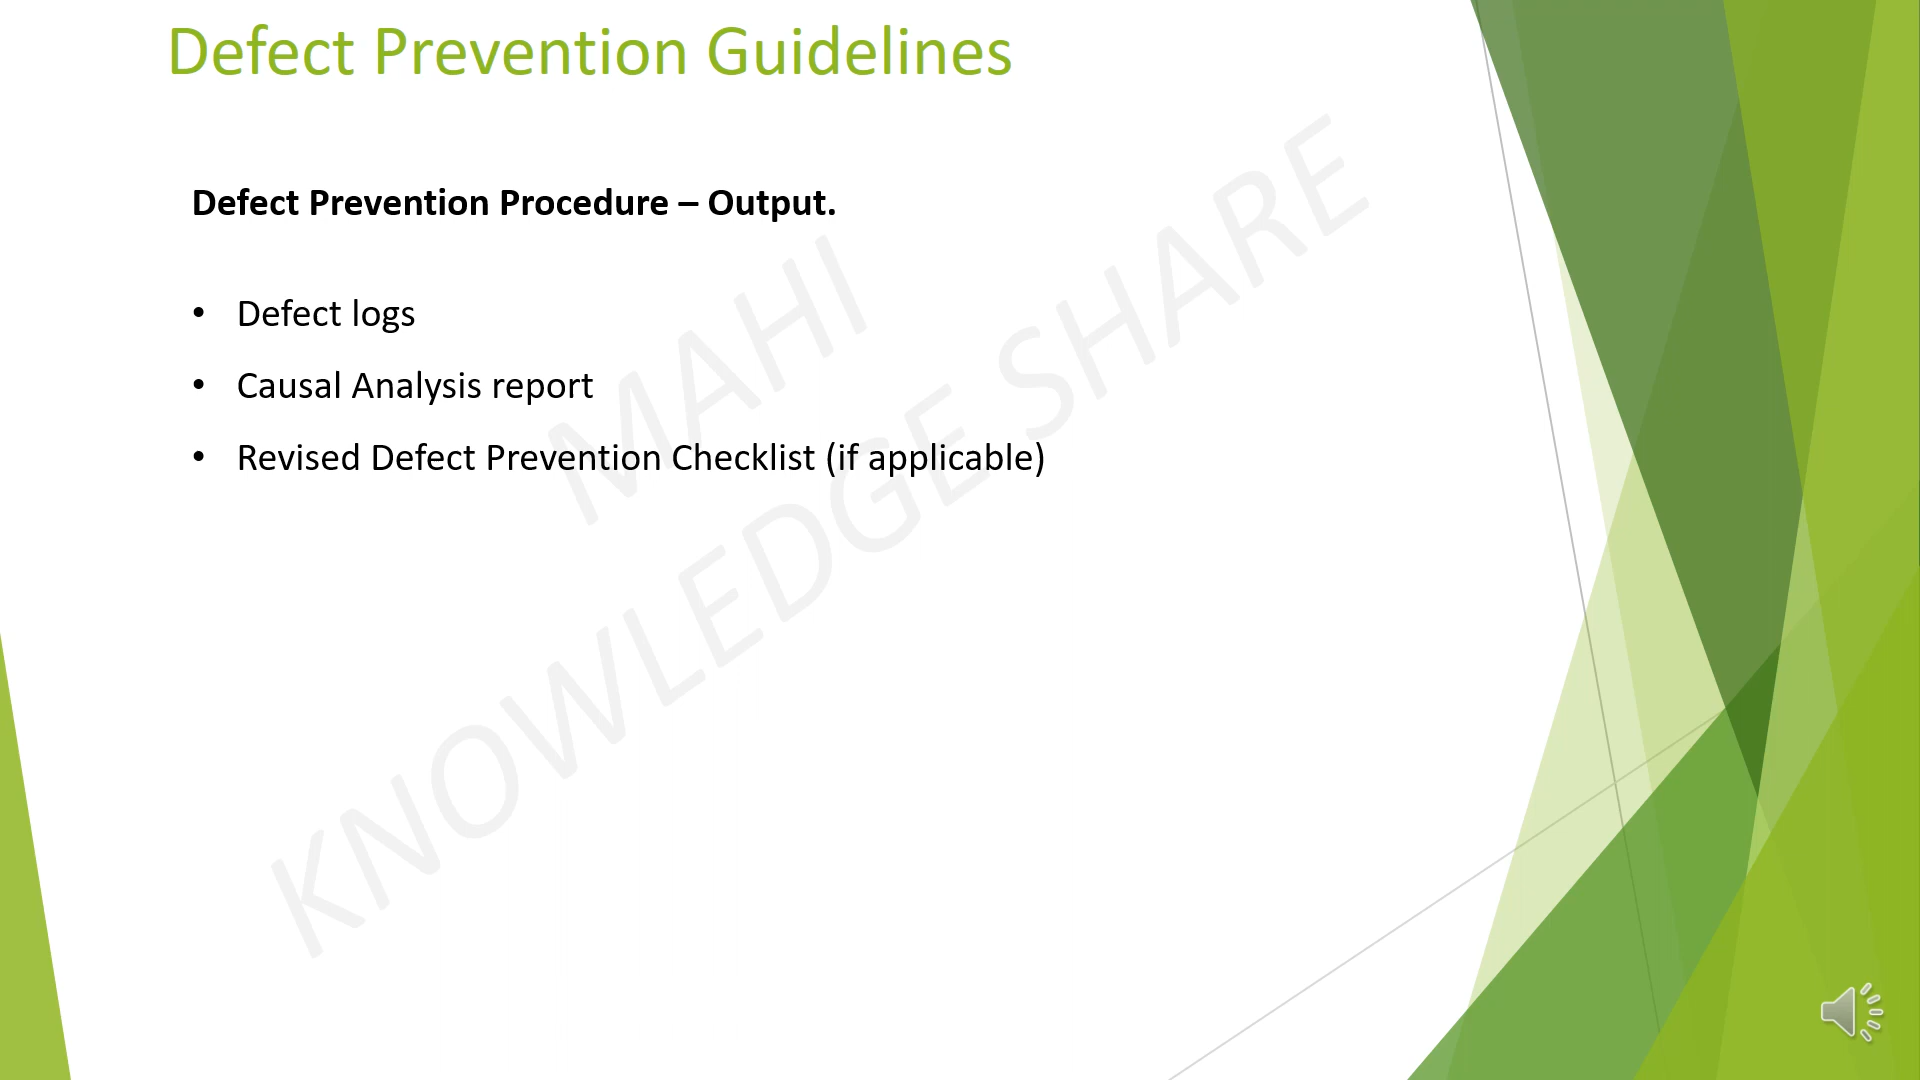 Defect Prevention Guidelines
Defect Prevention Procedure – Output.
• Defect logs
• Causal Analysis report
• Revised Defect Prevention Checklist (if applicable)
MAHI
KNOWLEDGE SHARE